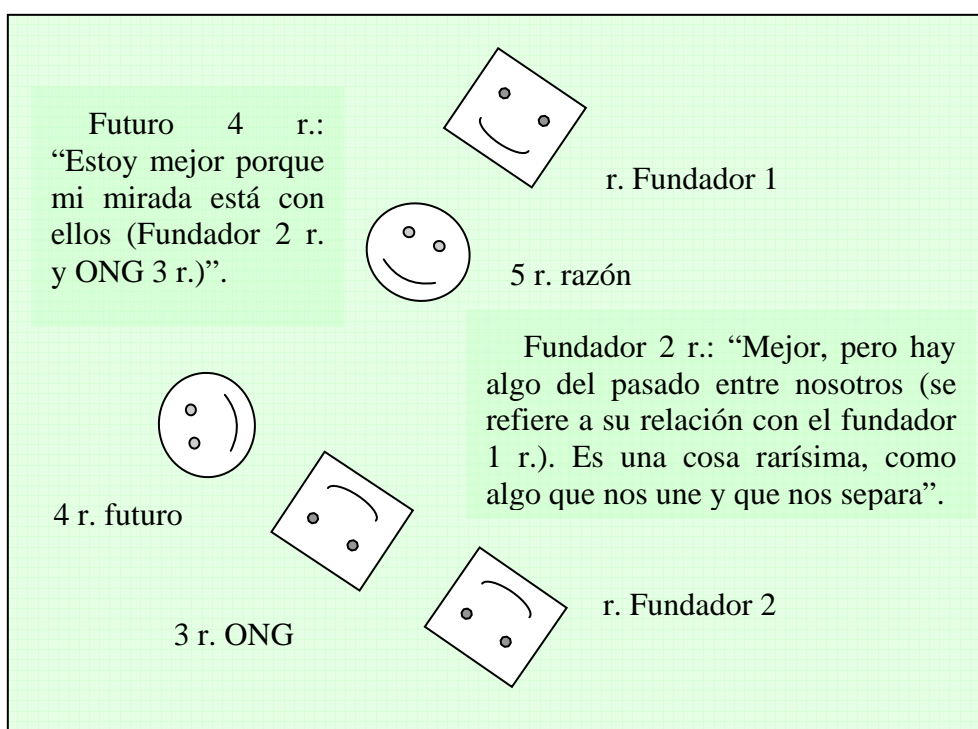 Futuro 4 r.:
“Estoy mejor porque
mi mirada está con
ellos (Fundador 2 r.
y ONG 3 r.)”.
r. Fundador 1
5 r. razón
Fundador 2 r.: “Mejor, pero hay
algo del pasado entre nosotros (se
refiere a su relación con el fundador
1 r.). Es una cosa rarísima, como
algo que nos une y que nos separa”.
4 r. futuro
r. Fundador 2
3 r. ONG